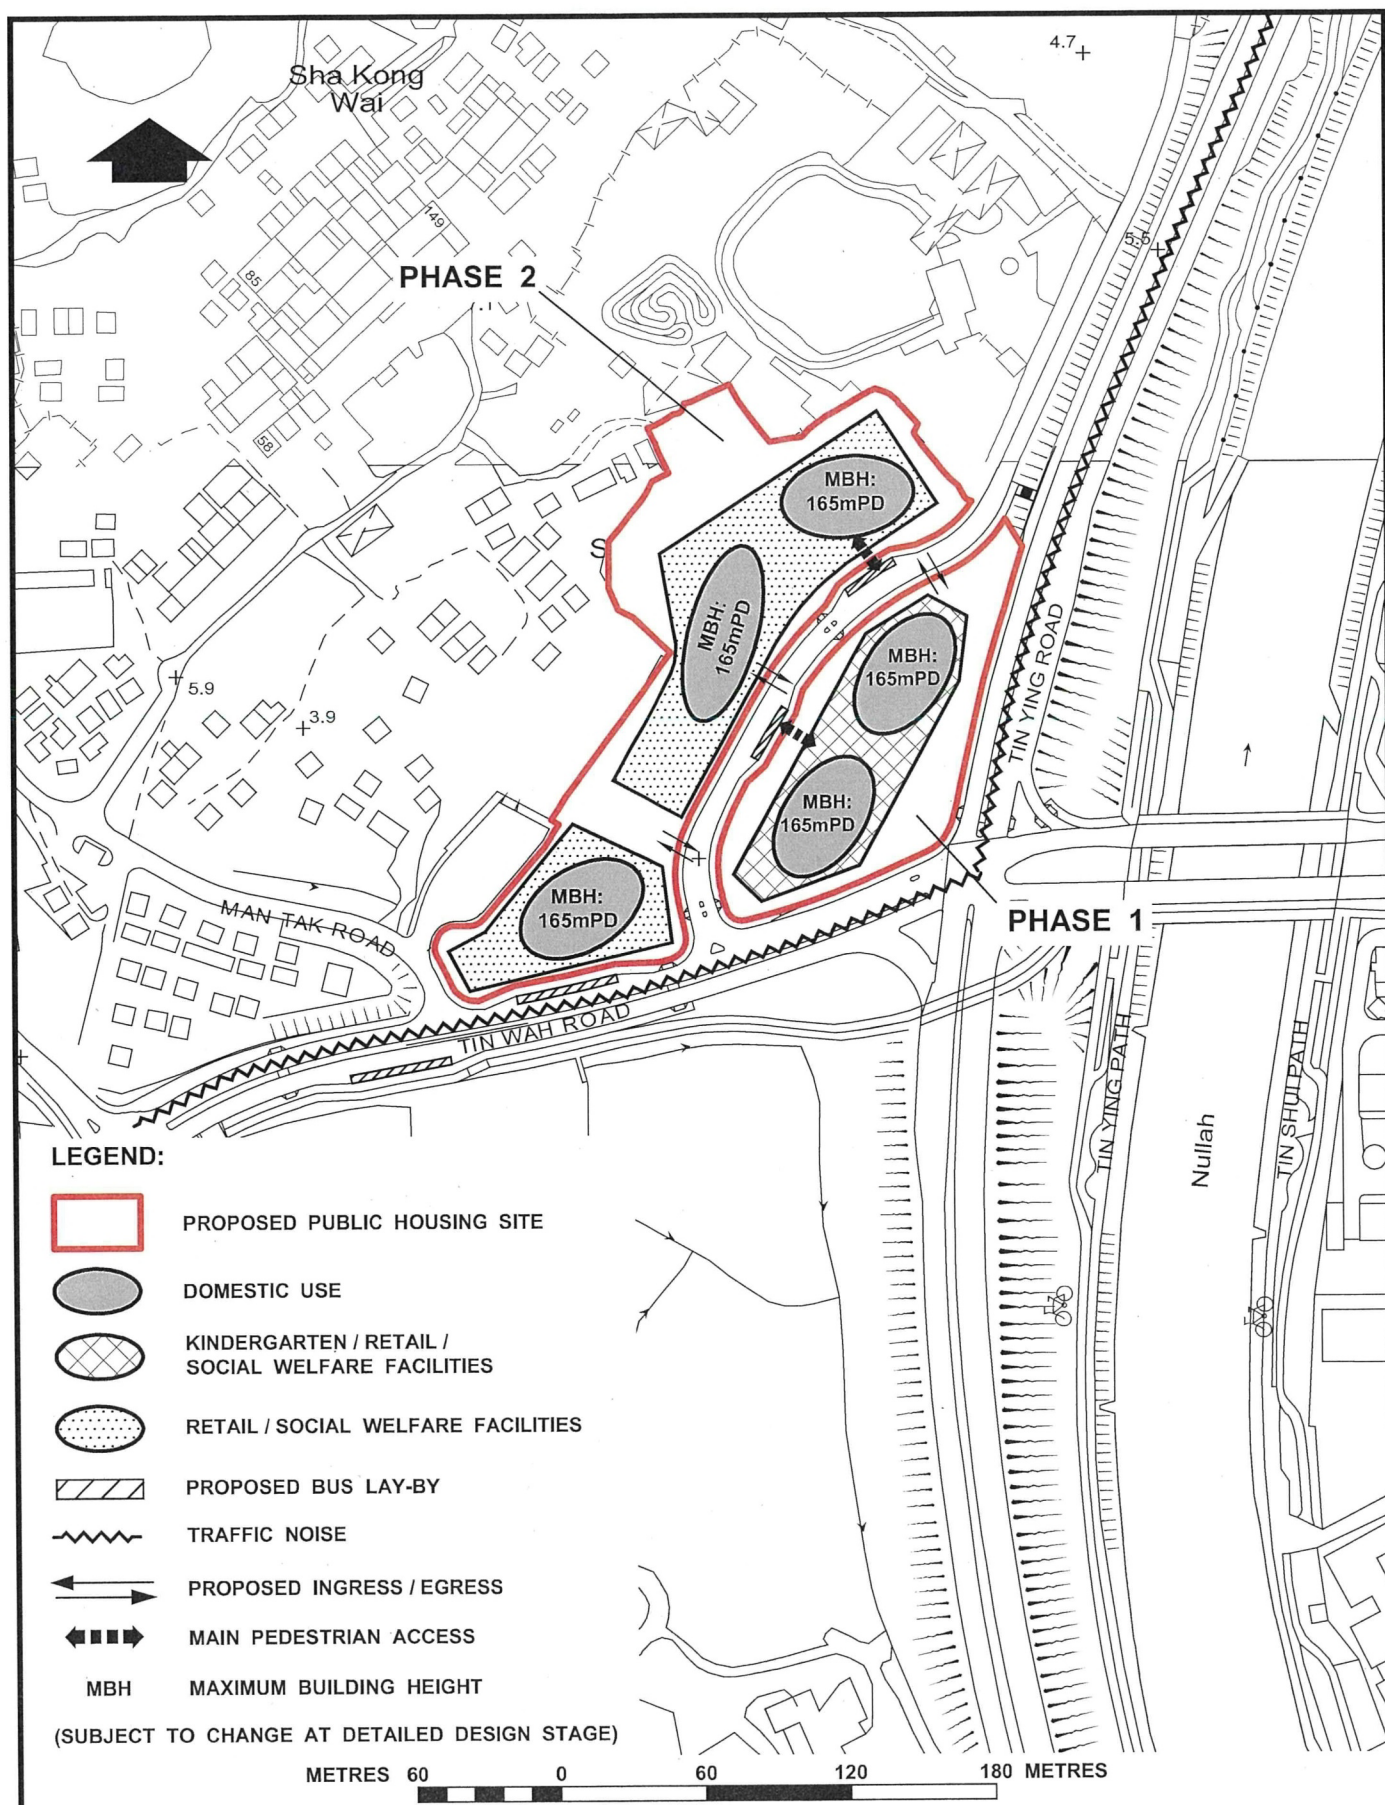 4.7
Sha Kong
Wai
149
5.5
85
PHASE 2
58
MBH:
165mPD
S
MBH:
165mPD
TIN YING ROAD
MBH:
165mPD
5.9
3.9
MBH:
165mPD
MBH:
165mPD
MAN TAK ROAD
PHASE 1
TIN WAH ROAD
TIN YING PATH
TIN SHUI PATH
Nullah
LEGEND:
PROPOSED PUBLIC HOUSING SITE
DOMESTIC USE
KINDERGARTEN / RETAIL /
SOCIAL WELFARE FACILITIES
RETAIL / SOCIAL WELFARE FACILITIES
PROPOSED BUS LAY-BY
TRAFFIC NOISE
PROPOSED INGRESS / EGRESS
MAIN PEDESTRIAN ACCESS
MBH MAXIMUM BUILDING HEIGHT
(SUBJECT TO CHANGE AT DETAILED DESIGN STAGE)
METRES 60 0 60 120 180 METRES